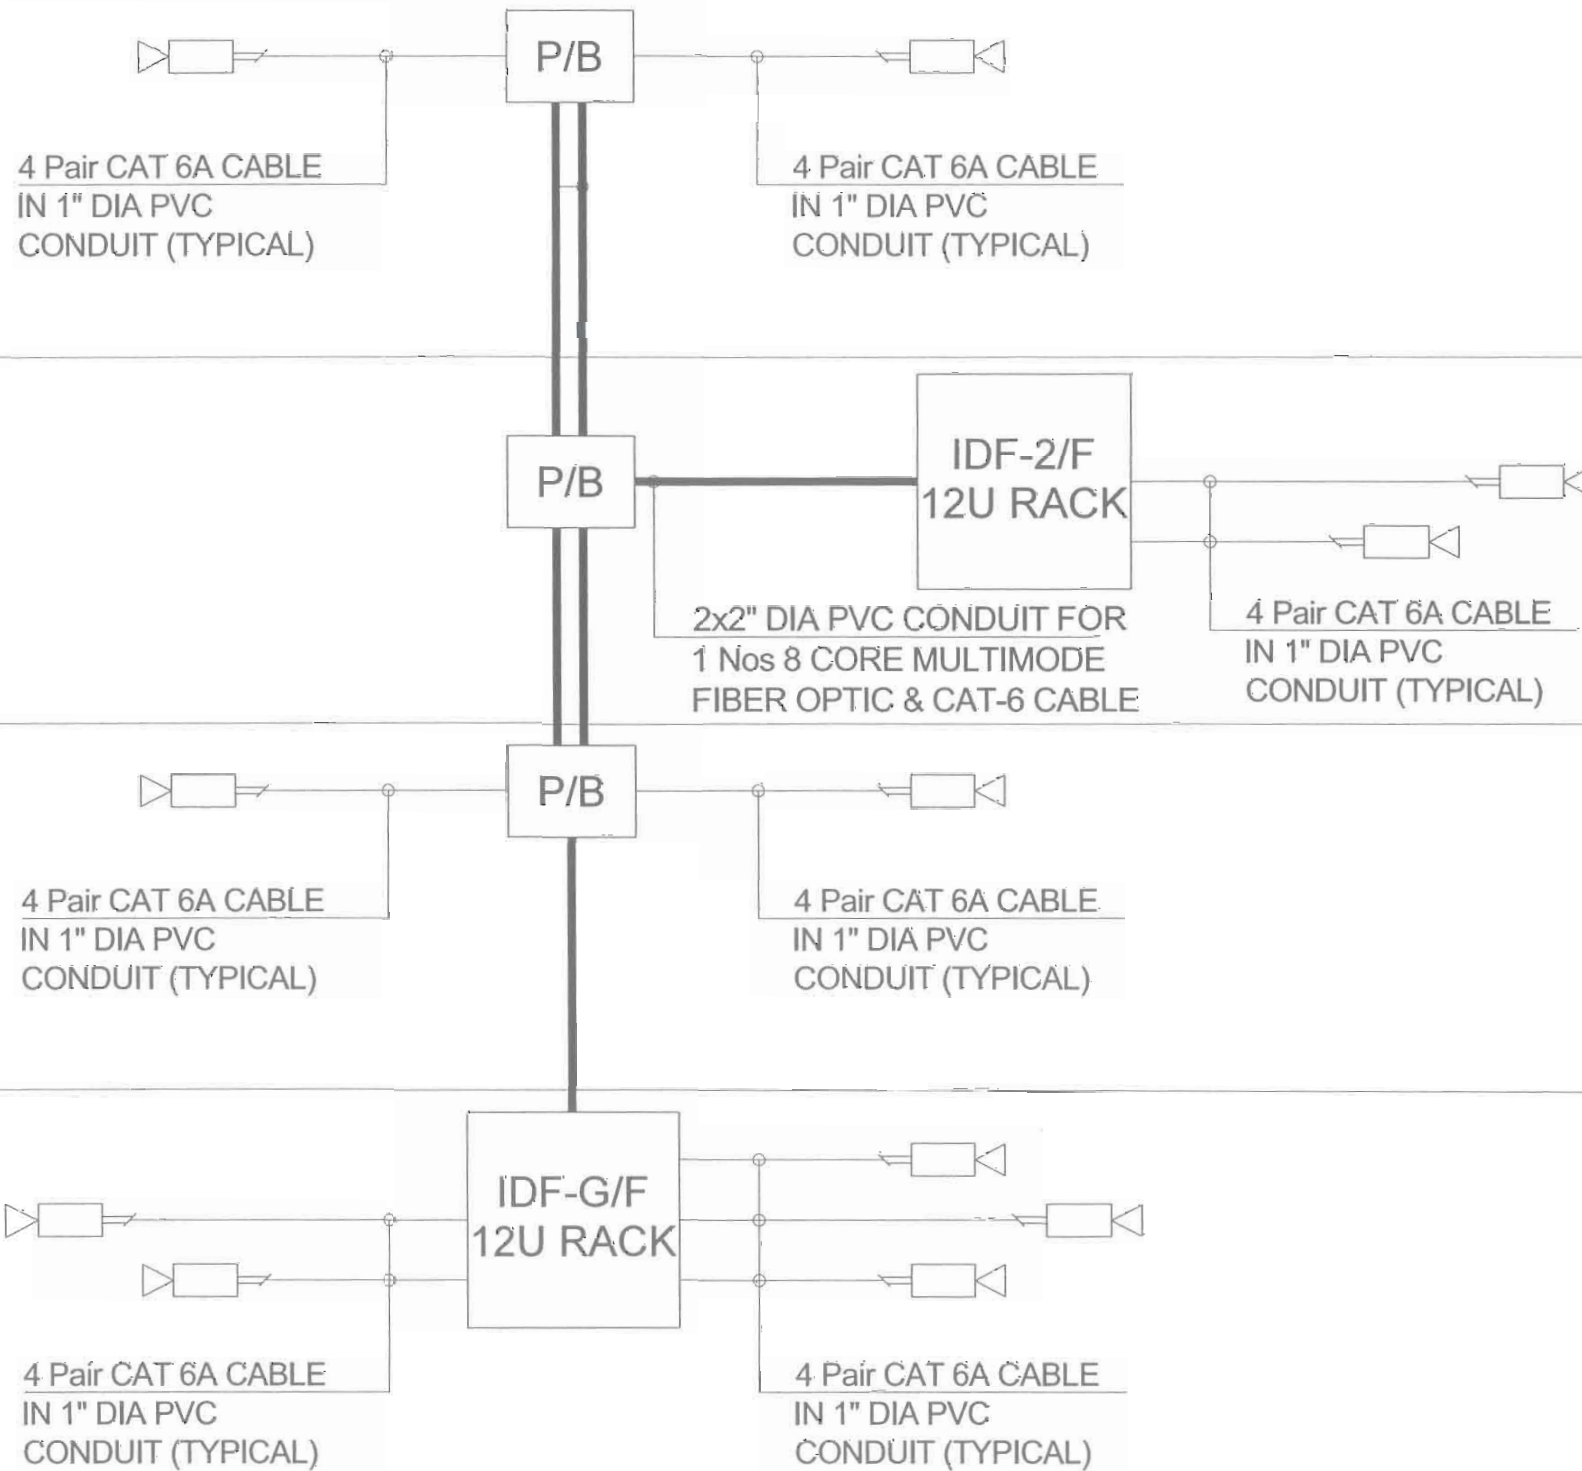 P/B
4 Pair CAT 6A CABLE
IN 1" DIA PVC
CONDUIT (TYPICAL)
4 Pair CAT 6A CABLE
IN 1" DIA PVC
CONDUIT (TYPICAL)
P/B
IDF-2/F
12U RACK
2x2" DIA PVC CONDUIT FOR
1 Nos 8 CORE MULTIMODE
FIBER OPTIC & CAT-6 CABLE
4 Pair CAT 6A CABLE
IN 1" DIA PVC
CONDUIT (TYPICAL)
P/B
4 Pair CAT 6A CABLE
IN 1" DIA PVC
CONDUIT (TYPICAL)
4 Pair CAT 6A CABLE
IN 1" DIA PVC
CONDUIT (TYPICAL)
IDF-G/F
12U RACK
4 Pair CAT 6A CABLE
IN 1" DIA PVC
CONDUIT (TYPICAL)
4 Pair CAT 6A CABLE
IN 1" DIA PVC
CONDUIT (TYPICAL)